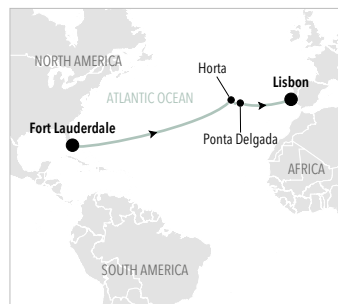 NORTH AMERICA
Horta
Lisbon
ATLANTIC OCEAN
Fort Lauderdale
Ponta Delgada
AFRICA
SOUTH AMERICA